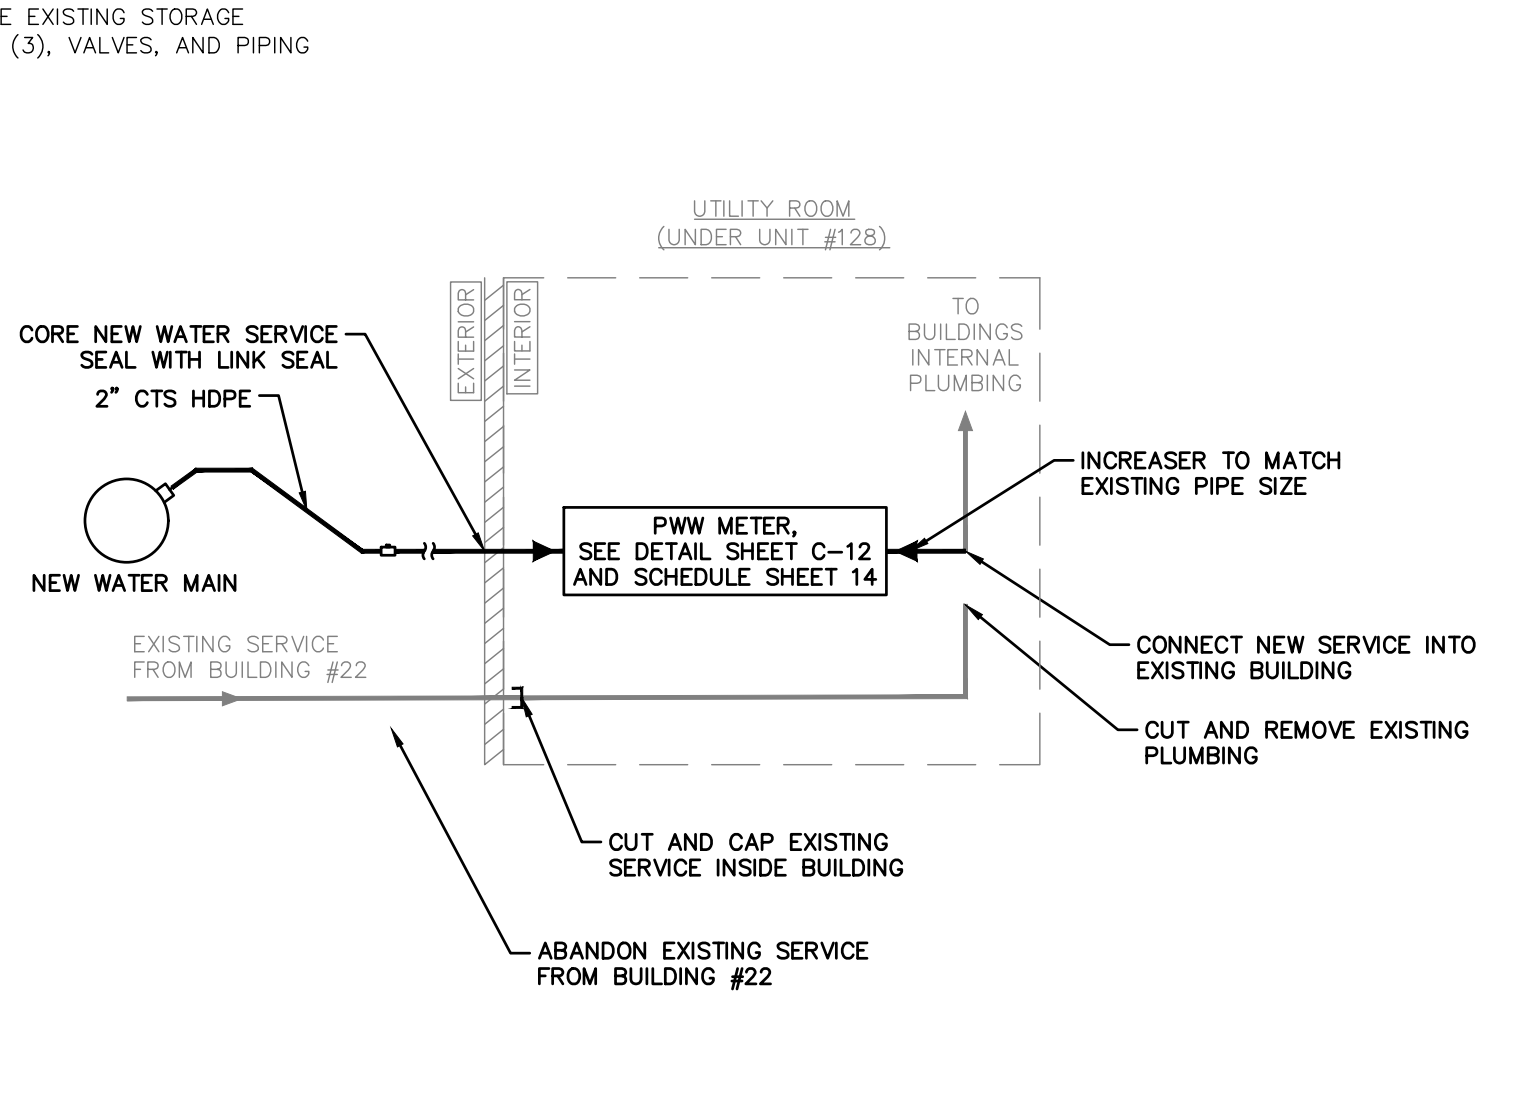 E EXISTING STORAGE
(3), VALVES, AND PIPING
UTILITY ROOM
(UNDER UNIT #128)
EXTERIOR
INTERIOR
TO
BUILDINGS
INTERNAL
PLUMBING
CORE NEW WATER SERVICE
SEAL WITH LINK SEAL
2" CTS HDPE
INCREASER TO MATCH
EXISTING PIPE SIZE
PWW METER,
SEE DETAIL SHEET C-12
AND SCHEDULE SHEET 14
NEW WATER MAIN
EXISTING SERVICE
FROM BUILDING #22
CONNECT NEW SERVICE INTO
EXISTING BUILDING
CUT AND REMOVE EXISTING
PLUMBING
CUT AND CAP EXISTING
SERVICE INSIDE BUILDING
ABANDON EXISTING SERVICE
FROM BUILDING #22